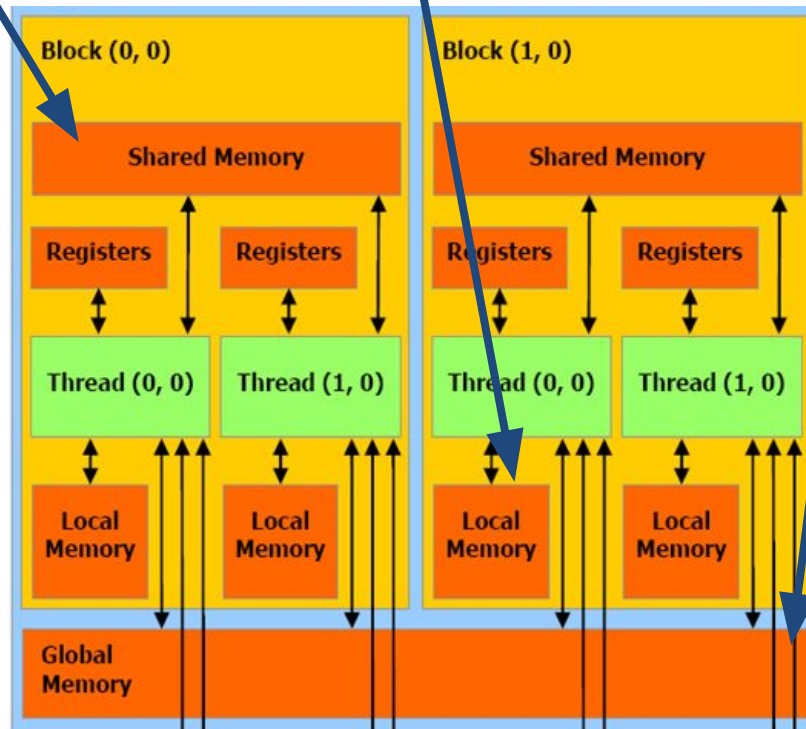 Block (0, 0)
Block (1, 0)
Shared Memory
Shared Memory
Registers
Registers
Registers
Registers
Thread (0, 0)
Thread (1, 0)
Thread (0, 0)
Thread (1, 0)
Local
Memory
Local
Memory
Local
Memory
Local
Memory
Global
Memory